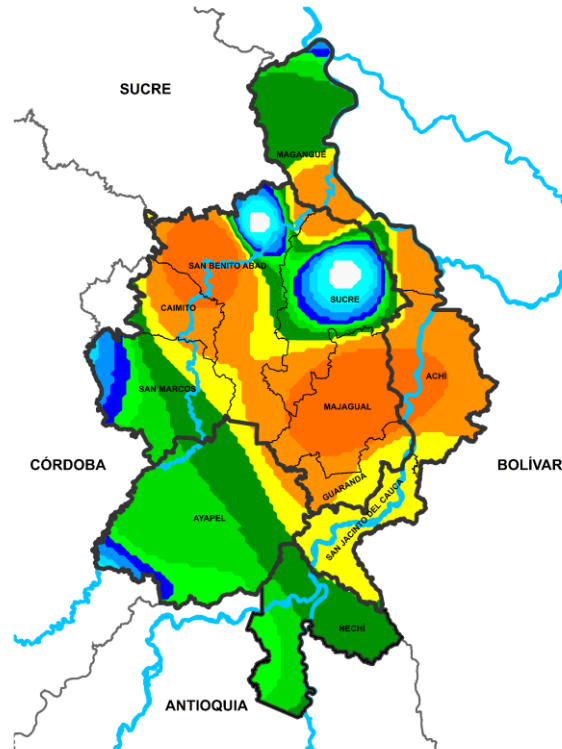 SUCRE
MAGANGUÉ
SAN BENITO ABAD
SUCRE
CAIMITO
ACHÍ
SAN MARCOS
MAJAGUAL
CÓRDOBA
BOLÍVAR
GUARANDA
AYAPEL
SAN JACINTO DEL CAUCA
NECHÍ
ANTIOQUIA